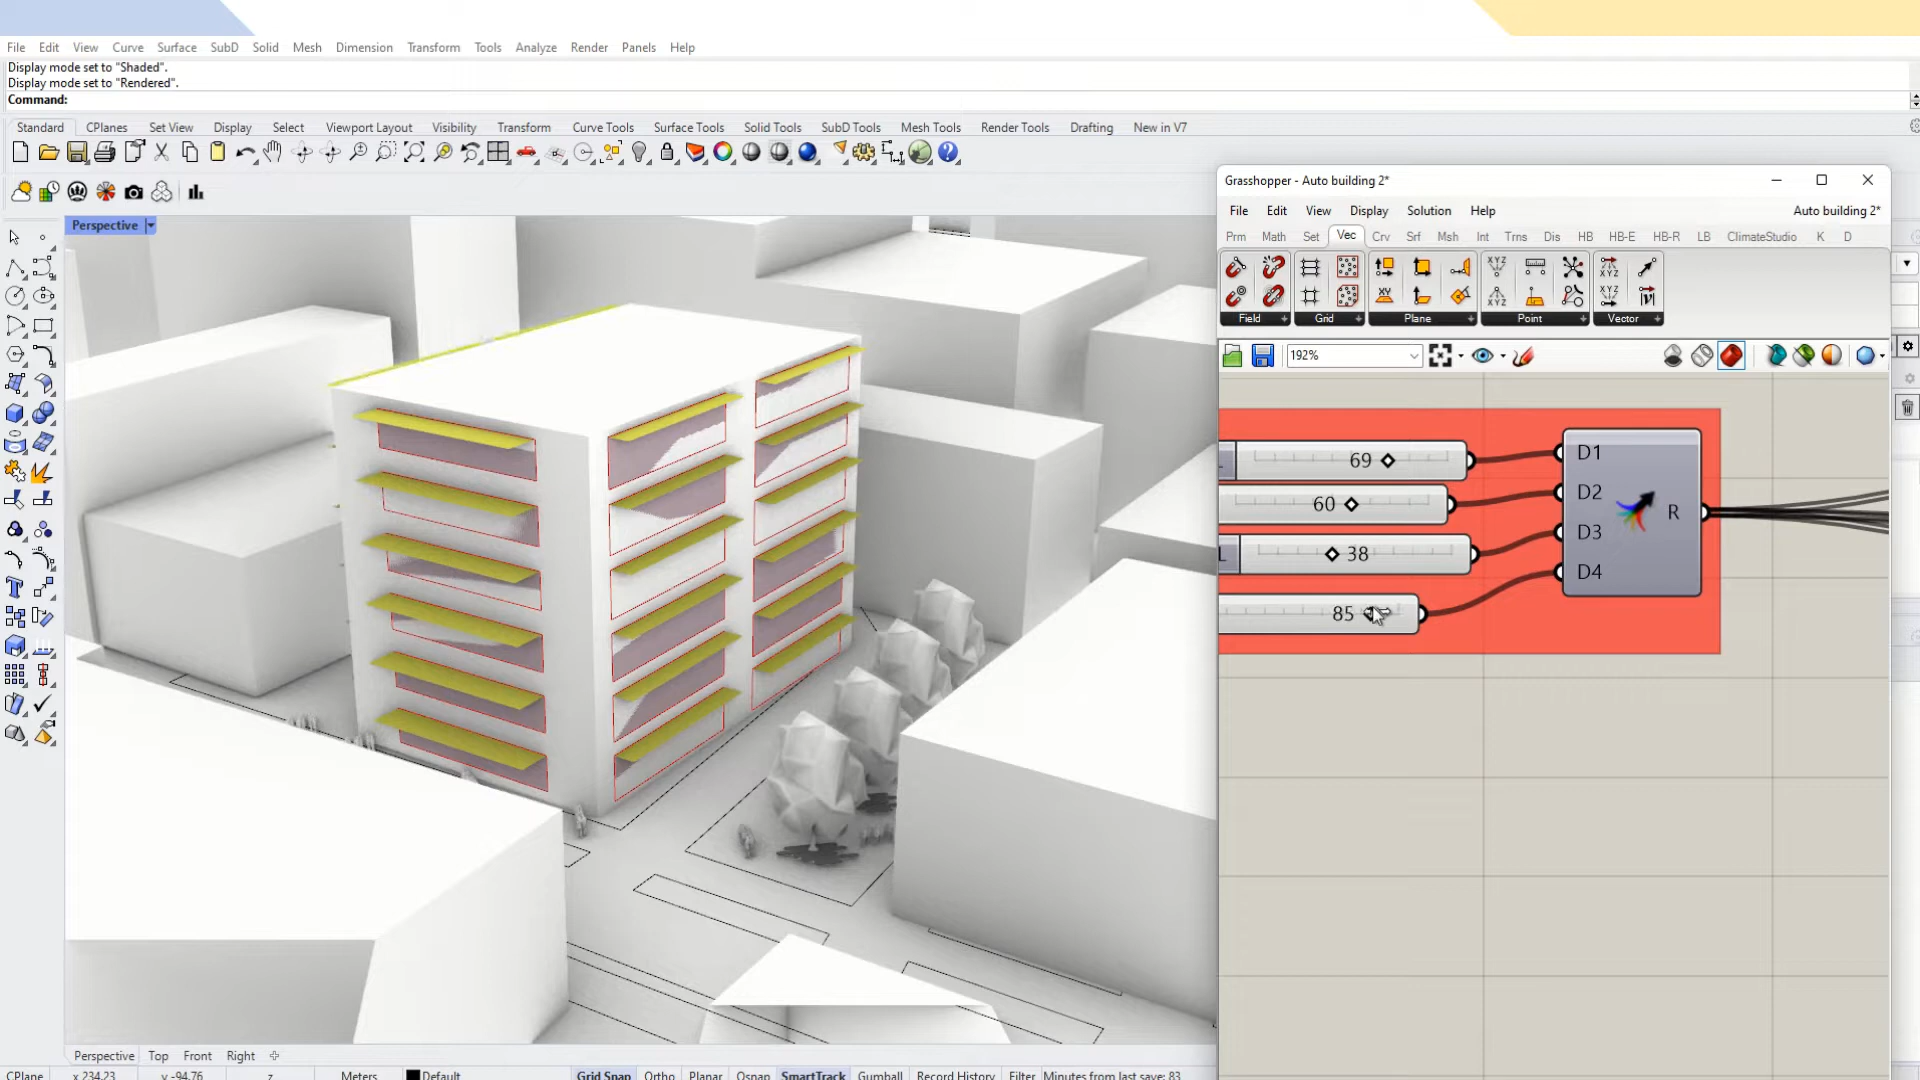 File Edit View Curve Surface SubD Solid Mesh Dimension Transform Tools Analyze Render Panels Help
Display mode set to "Shaded".
Display mode set to "Rendered".
Command:
Standard CPlanes Set View Display Select Viewport Layout Visibility Transform Curve Tools Surface Tools Solid Tools SubD Tools Mesh Tools Render Tools Drafting New in V7
Perspective
Grasshopper - Auto building 2*
File Edit View Display Solution Help Auto building 2*
Prm Math Set Vec Crv Srf Msh Int Trns Dis HB HB-E HB-R LB ClimateStudio K D
Field Grid Plane Point Vector
192%
69
60
38
85
D1
D2
D3
D4
R
Perspective Top Front Right
CPlane x 234.23 y -94.76 z Meters Default Grid Snap Ortho Planar Osnap SmartTrack Gumball Record History Filter Minutes from last save: 83